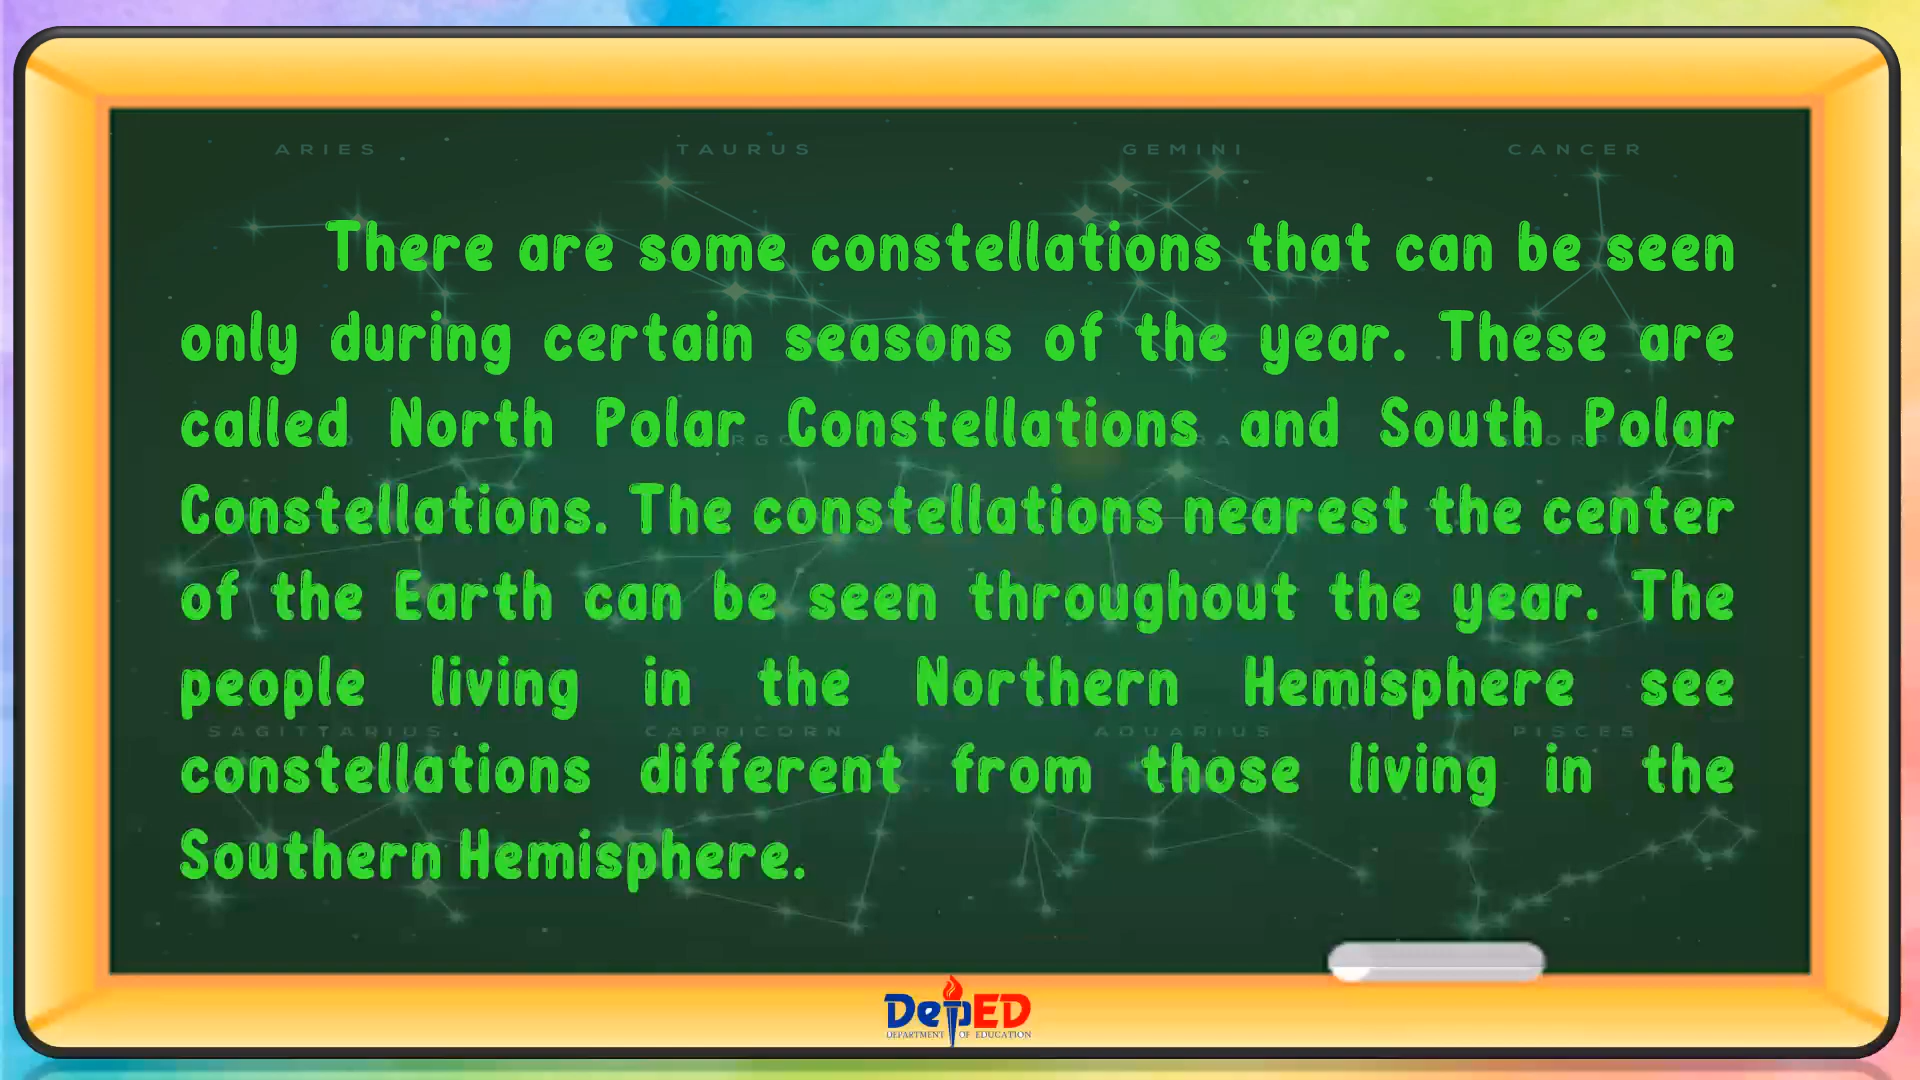 ARIES TAURUS GEMINI CANCER
There are some constellations that can be seen
only during certain seasons of the year. These are
called North Polar Constellations and South Polar
Constellations. The constellations nearest the center
of the Earth can be seen throughout the year. The
people living in the Northern Hemisphere see
SAGITTARIUS CAPRICORN AQUARIUS PISCES
constellations different from those living in the
Southern Hemisphere.
DepED
DEPARTMENT OF EDUCATION